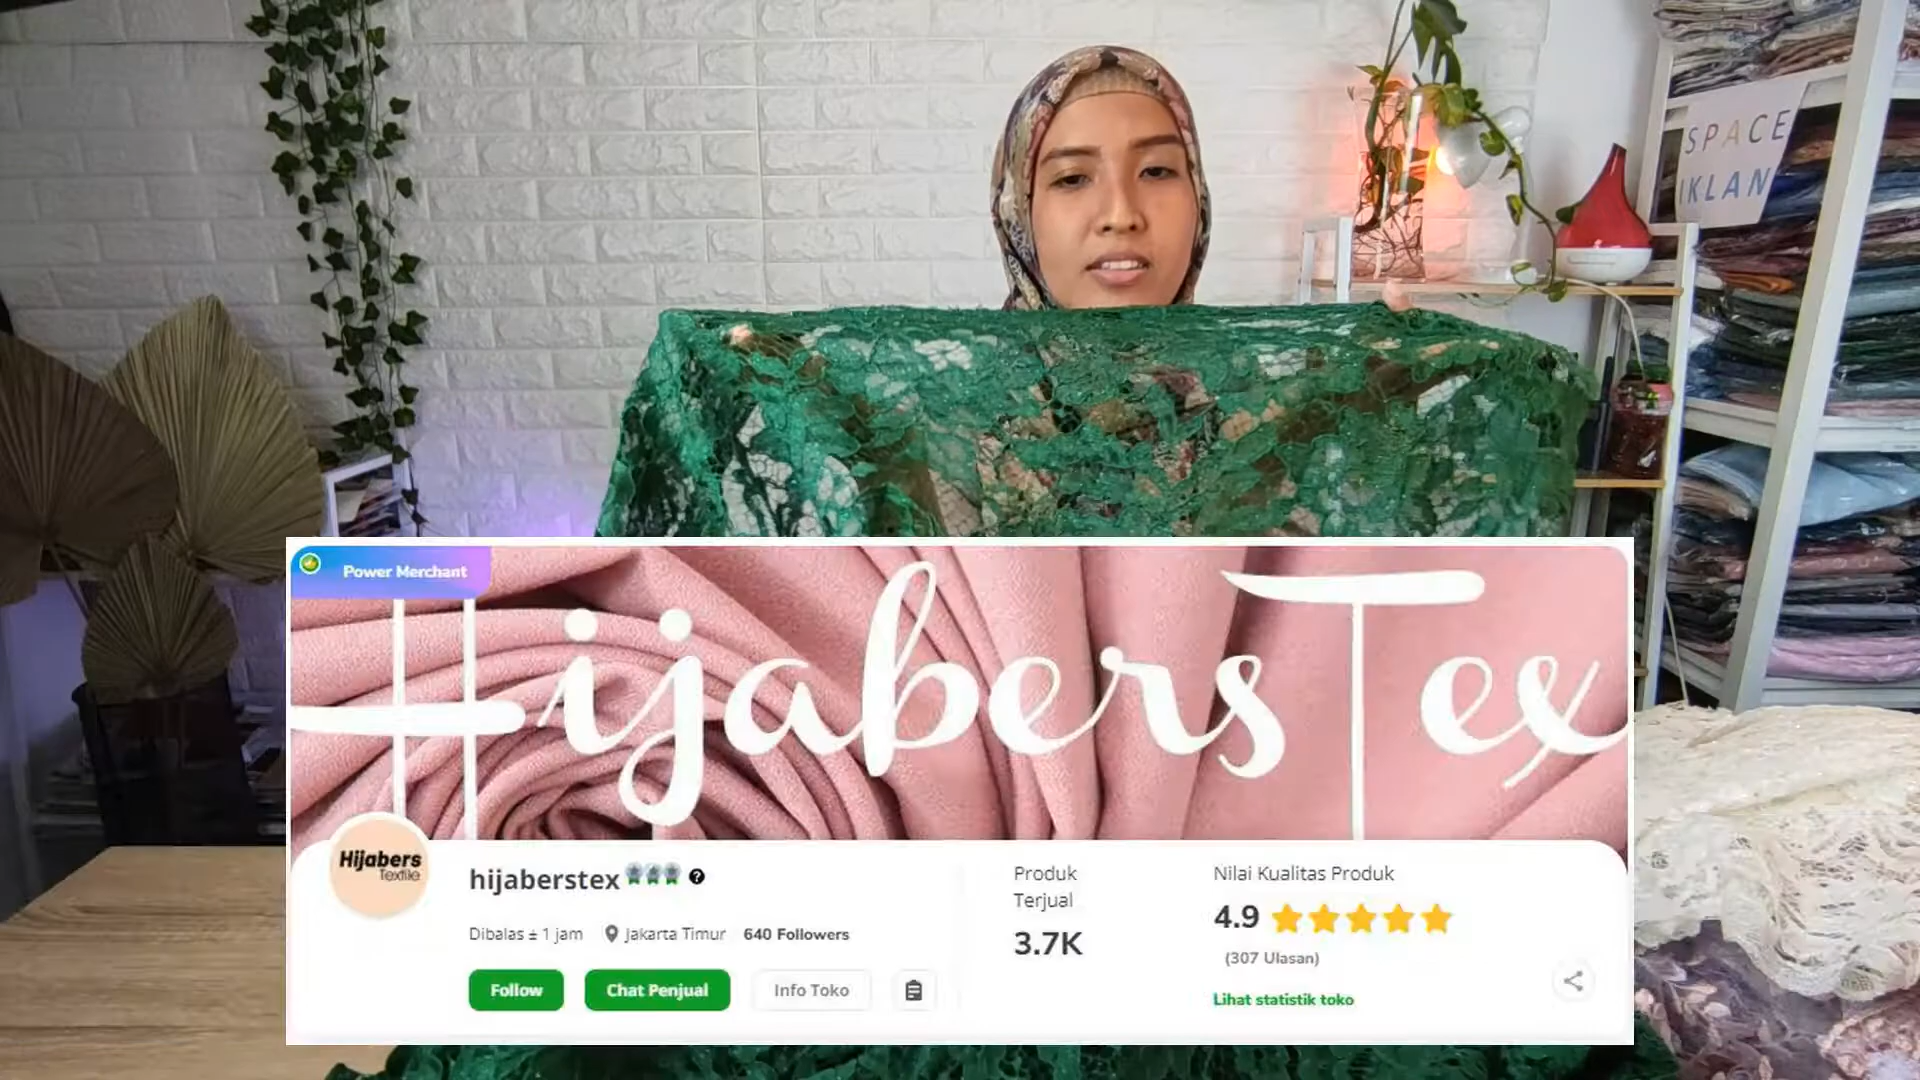 SPACE
IKLAN
Power Merchant
HijabersTex
Hijabers
Textile
hijaberstex
Dibalas ± 1 jam
Jakarta Timur
640 Followers
Follow
Chat Penjual
Info Toko
Produk
Terjual
3.7K
Nilai Kualitas Produk
4.9
(307 Ulasan)
Lihat statistik toko